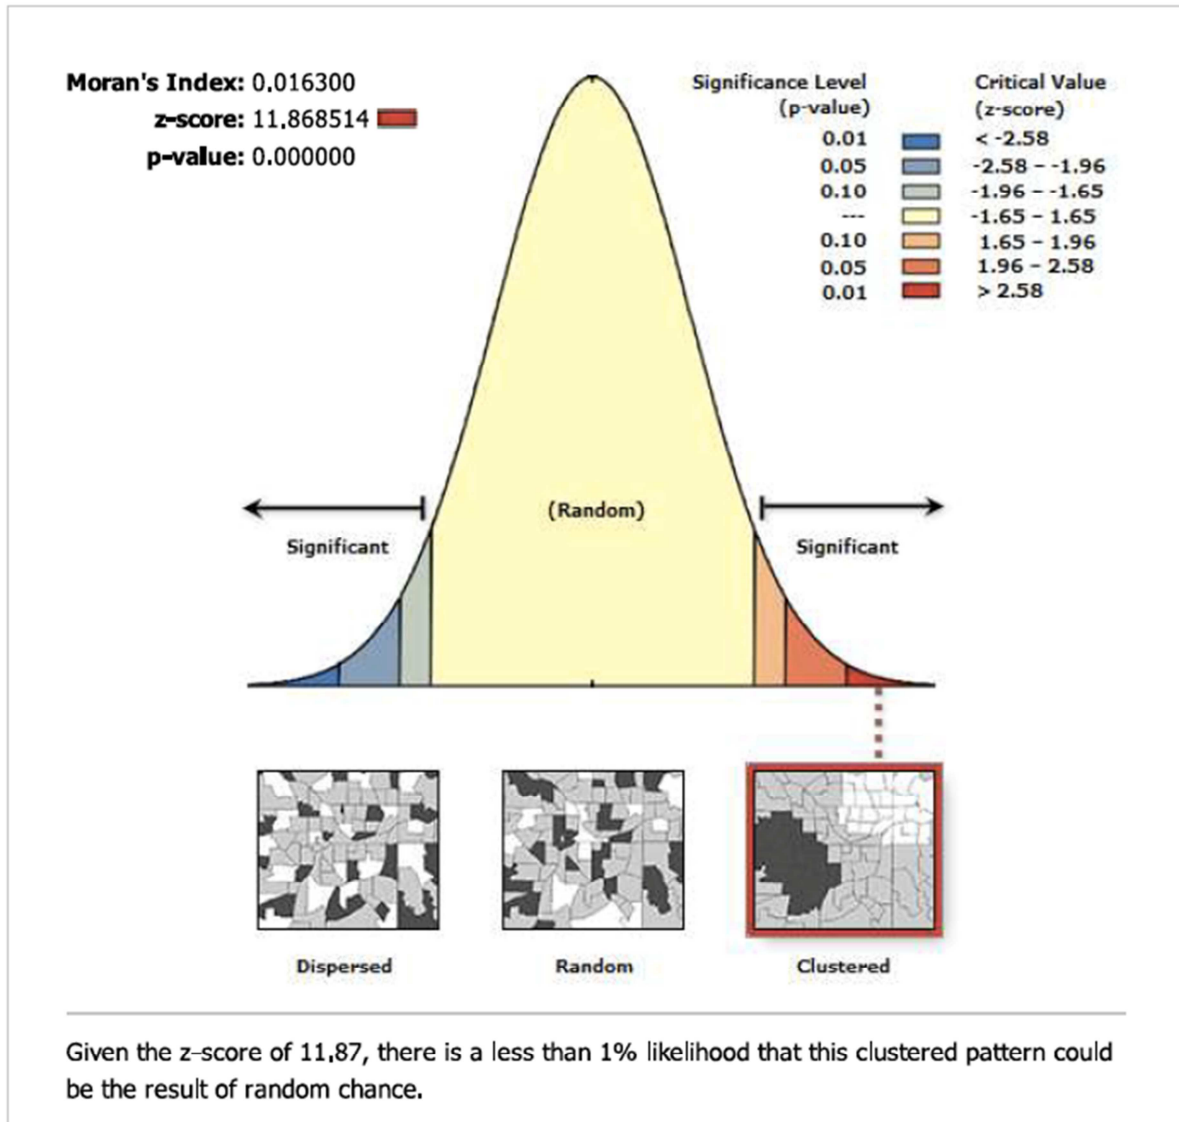 Moran's Index: 0.016300
z-score: 11.868514
p-value: 0.000000
Significance Level
(p-value)
Critical Value
(z-score)
0.01 < -2.58
0.05 -2.58 - -1.96
0.10 -1.96 - -1.65
--- -1.65 - 1.65
0.10 1.65 - 1.96
0.05 1.96 - 2.58
0.01 > 2.58
(Random)
Significant
Significant
Dispersed
Random
Clustered
Given the z-score of 11.87, there is a less than 1% likelihood that this clustered pattern could
be the result of random chance.